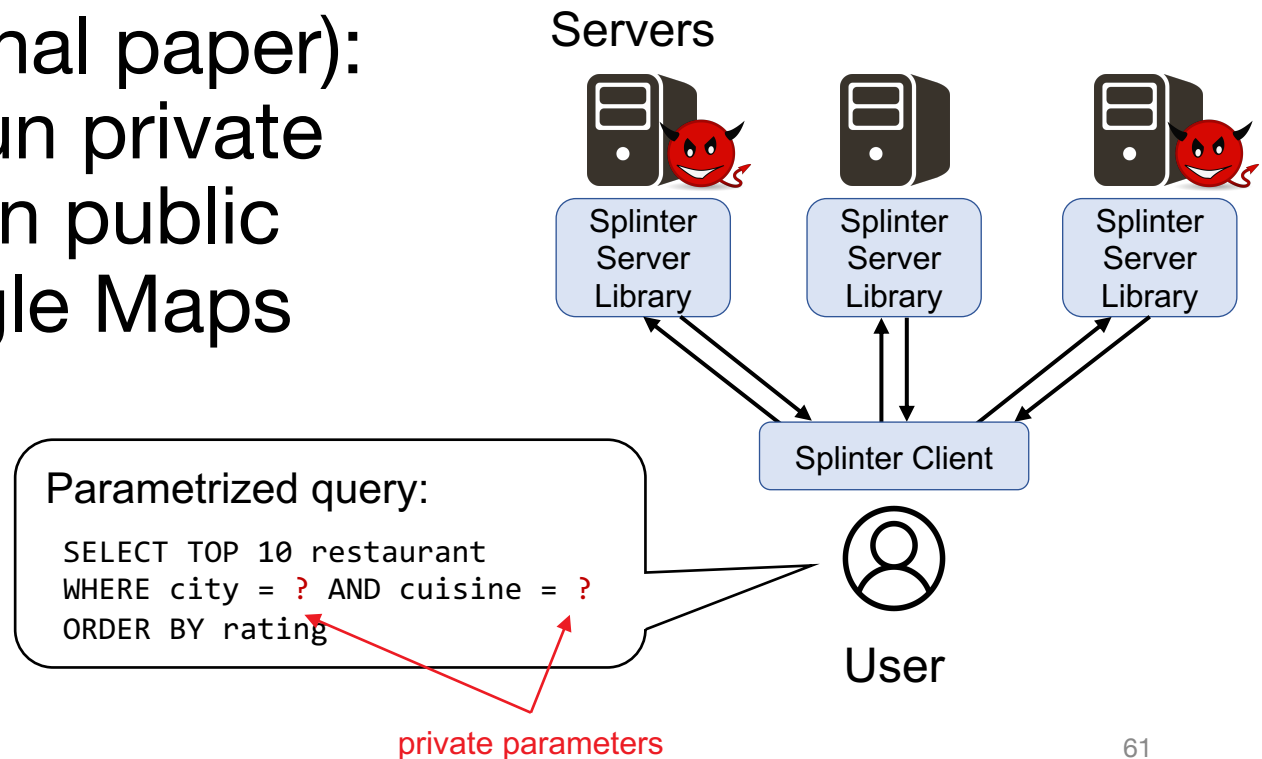 nal paper):
un private
n public
gle Maps
Servers
Splinter
Server
Library
Splinter
Server
Library
Splinter
Server
Library
Splinter Client
Parametrized query:
SELECT TOP 10 restaurant
WHERE city = ? AND cuisine = ?
ORDER BY rating
User
private parameters
61